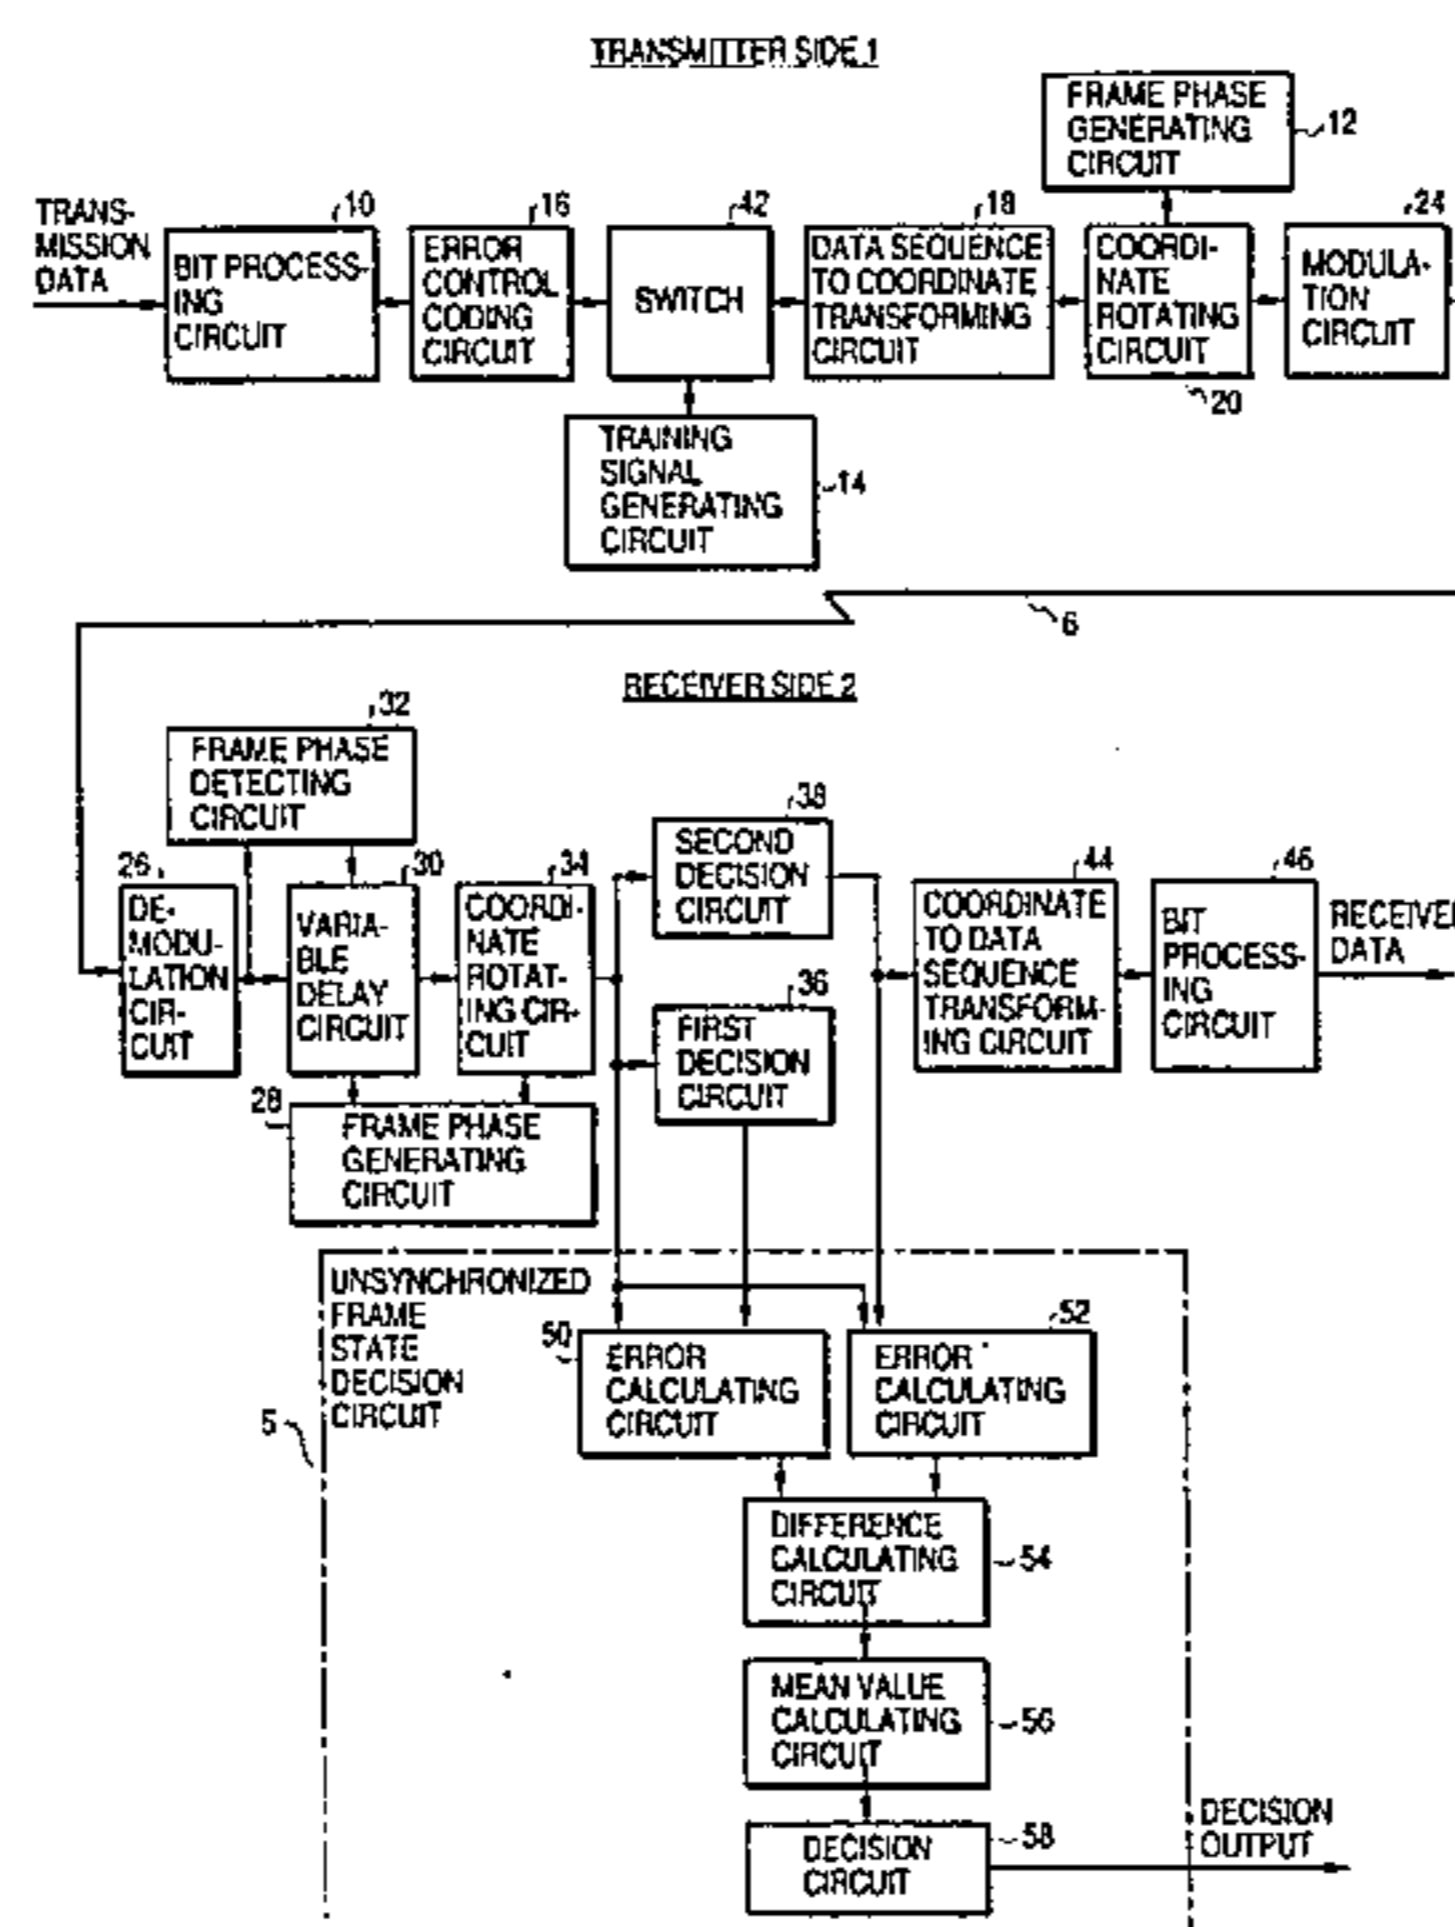 TRANSMITTER SIDE 1
FRAME PHASE
GENERATING
CIRCUIT
12
TRANS-
MISSION
DATA
10
BIT PROCESS-
ING
CIRCUIT
16
ERROR
CONTROL
CODING
CIRCUIT
42
SWITCH
18
DATA SEQUENCE
TO COORDINATE
TRANSFORMING
CIRCUIT
COORDI-
NATE
ROTATING
CIRCUIT
20
24
MODULA-
TION
CIRCUIT
TRAINING
SIGNAL
GENERATING
CIRCUIT
14
6
RECEIVER SIDE 2
32
FRAME PHASE
DETECTING
CIRCUIT
26
DE-
MODU-
LATION
CIR-
CUIT
30
VARIA-
BLE
DELAY
CIRCUIT
34
COORDI-
NATE
ROTAT-
ING CIR-
CUIT
38
SECOND
DECISION
CIRCUIT
36
FIRST
DECISION
CIRCUIT
44
COORDINATE
TO DATA
SEQUENCE
TRANSFORM-
ING CIRCUIT
46
BIT
PROCESS-
ING
CIRCUIT
RECEIVE
DATA
28
FRAME PHASE
GENERATING
CIRCUIT
UNSYNCHRONIZED
FRAME
STATE
DECISION
CIRCUIT
5
50
ERROR
CALCULATING
CIRCUIT
52
ERROR
CALCULATING
CIRCUIT
DIFFERENCE
CALCULATING
CIRCUIT
54
MEAN VALUE
CALCULATING
CIRCUIT
56
DECISION
CIRCUIT
58
DECISION
OUTPUT